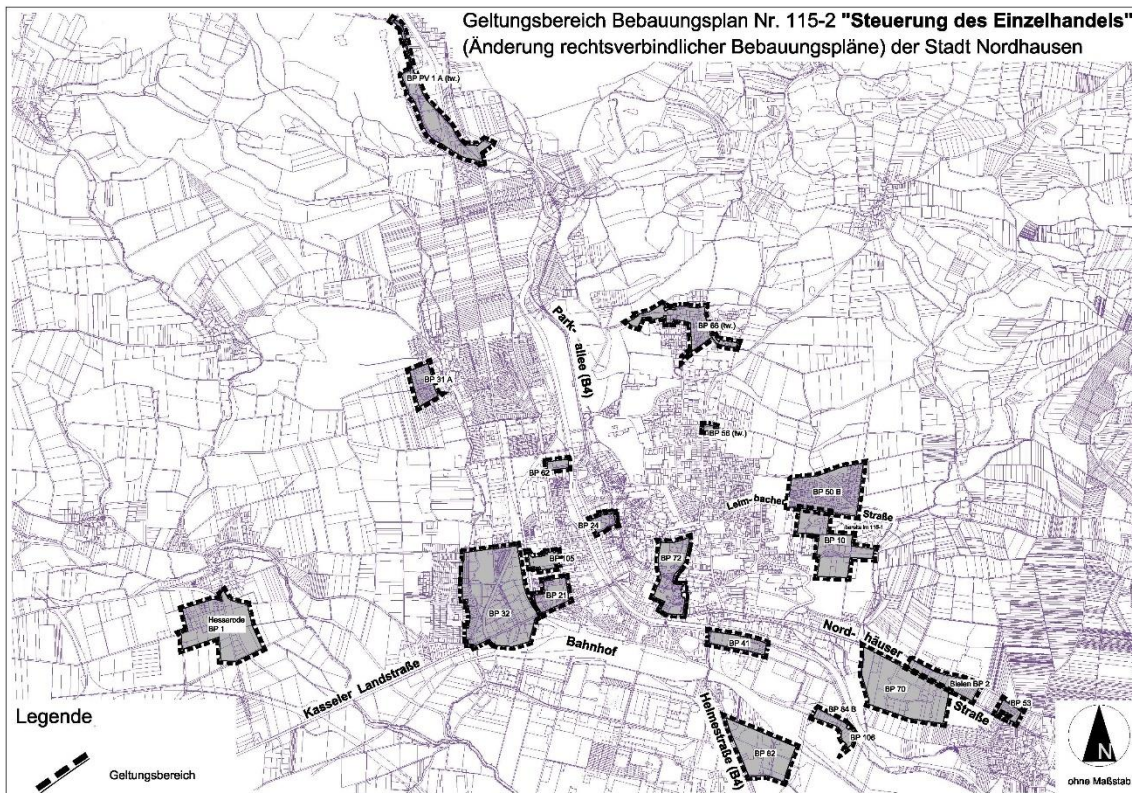 Geltungsbereich Bebauungsplan Nr. 115-2 "Steuerung des Einzelhandels"
(Änderung rechtsverbindlicher Bebauungspläne) der Stadt Nordhausen
BP PV 1 A (tw.)
Park-
allee (B4)
BP 66 (tw.)
BP 31 A
BP 56 (tw.)
BP 62
BP 50 B
Leim-bacher
Straße
BP 24
BP 10
BP 105
BP 72
BP 21
BP 32
Hesserode
BP 1
Bahnhof
BP 41
Nord-
häuser
Straße
Kasseler Landstraße
Bielen BP 2
BP 70
BP 53
BP 84 B
BP 106
Helmestraße (B4)
BP 82
Legende
Geltungsbereich
N
ohne Maßstab